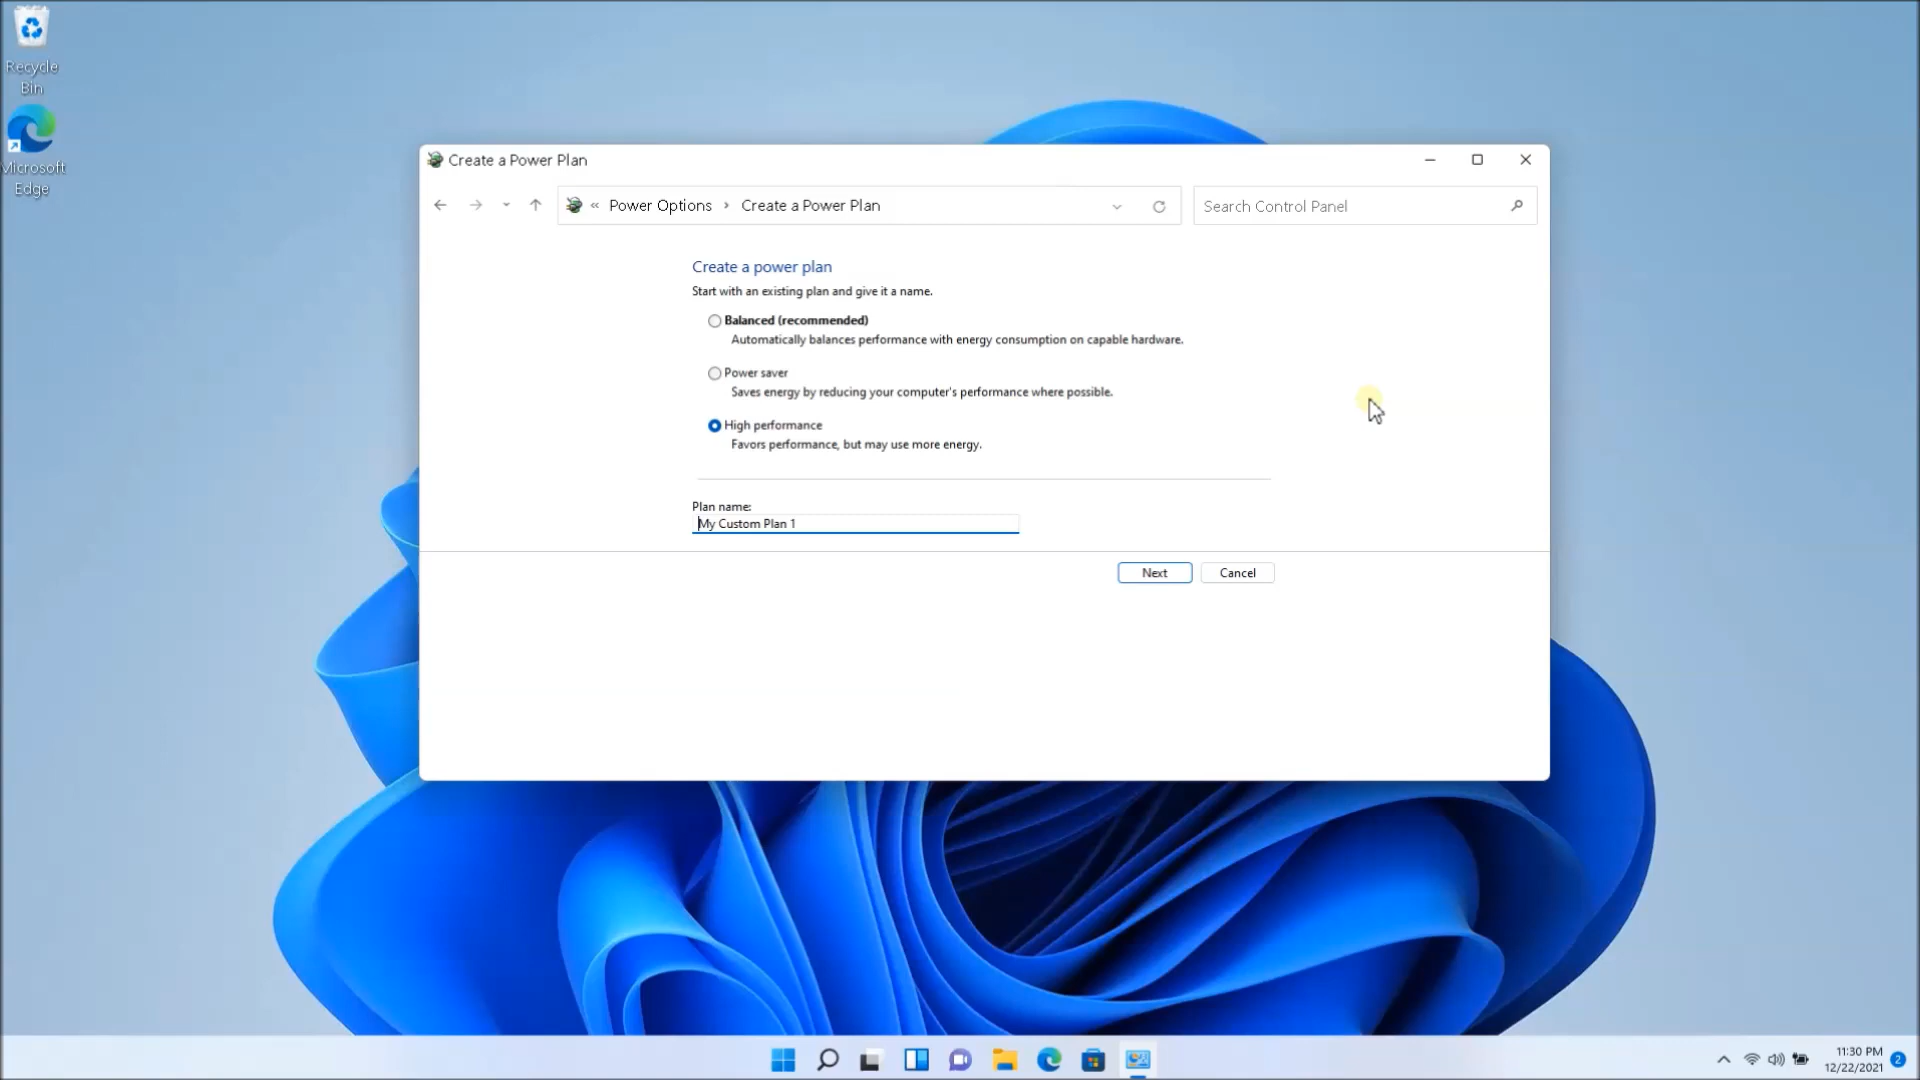 Recycle
Bin
Microsoft
Edge
Create a Power Plan
« Power Options › Create a Power Plan
Search Control Panel
Create a power plan
Start with an existing plan and give it a name.
Balanced (recommended)
Automatically balances performance with energy consumption on capable hardware.
Power saver
Saves energy by reducing your computer's performance where possible.
High performance
Favors performance, but may use more energy.
Plan name:
My Custom Plan 1
Next
Cancel
11:30 PM
12/22/2021
2